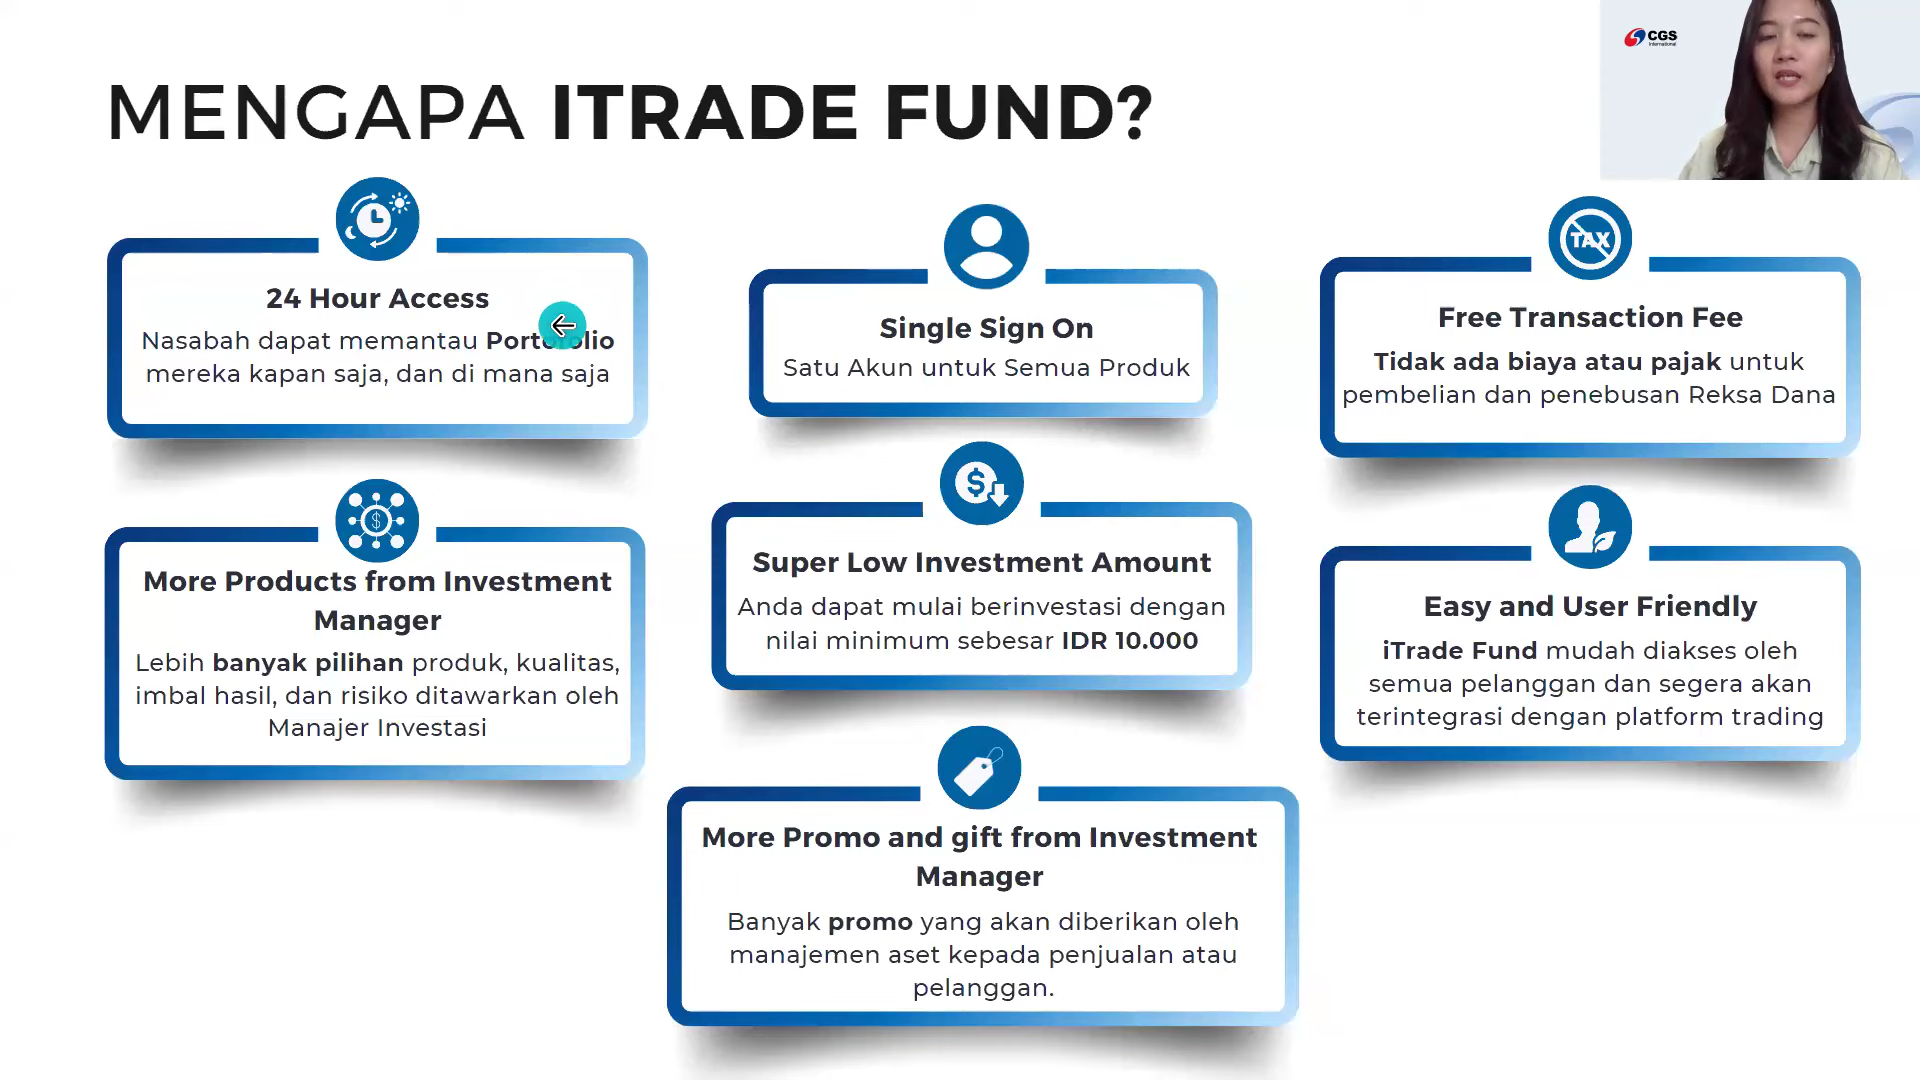 CGS
International
MENGAPA ITRADE FUND?
24 Hour Access
Nasabah dapat memantau Portofolio
mereka kapan saja, dan di mana saja
Single Sign On
Satu Akun untuk Semua Produk
TAX
Free Transaction Fee
Tidak ada biaya atau pajak untuk
pembelian dan penebusan Reksa Dana
$
More Products from Investment
Manager
Lebih banyak pilihan produk, kualitas,
imbal hasil, dan risiko ditawarkan oleh
Manajer Investasi
$
Super Low Investment Amount
Anda dapat mulai berinvestasi dengan
nilai minimum sebesar IDR 10.000
Easy and User Friendly
iTrade Fund mudah diakses oleh
semua pelanggan dan segera akan
terintegrasi dengan platform trading
More Promo and gift from Investment
Manager
Banyak promo yang akan diberikan oleh
manajemen aset kepada penjualan atau
pelanggan.